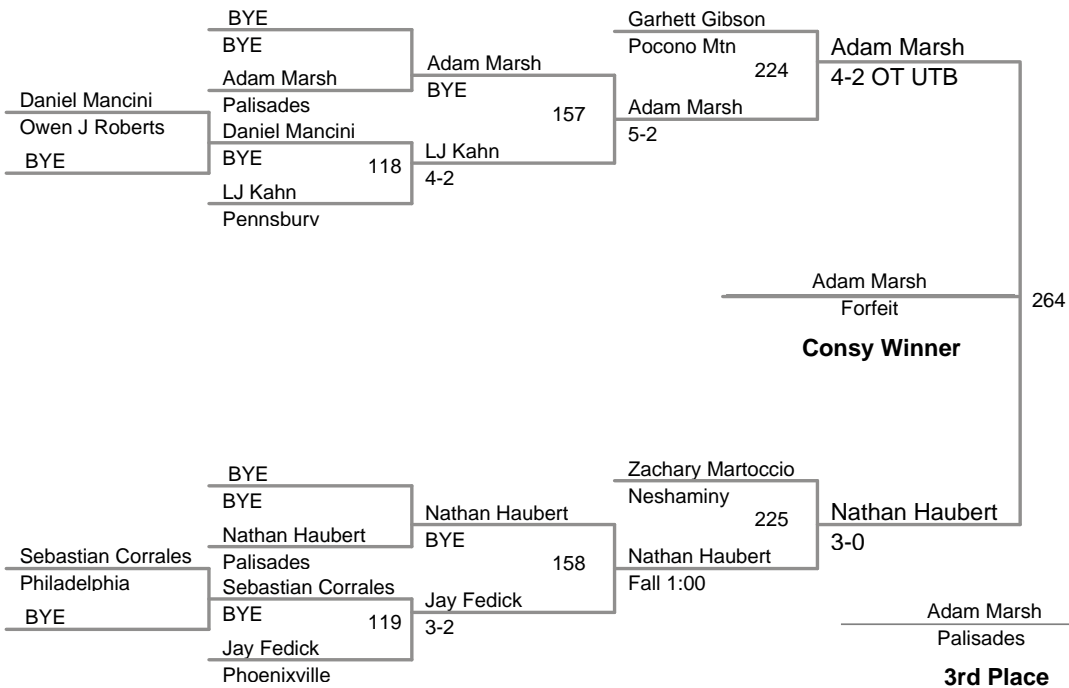 BYE
BYE
Adam Marsh
Palisades
Daniel Mancini
Owen J Roberts
BYE
Daniel Mancini
BYE
118
LJ Kahn
Pennsbury
Adam Marsh
BYE
157
LJ Kahn
4-2
Garhett Gibson
Pocono Mtn
224
Adam Marsh
5-2
Adam Marsh
4-2 OT UTB
Adam Marsh
Forfeit
264
Consy Winner
BYE
BYE
Nathan Haubert
Palisades
Sebastian Corrales
Philadelphia
BYE
Sebastian Corrales
BYE
119
Jay Fedick
Phoenixville
Nathan Haubert
BYE
158
Jay Fedick
3-2
Zachary Martoccio
Neshaminy
225
Nathan Haubert
Fall 1:00
Nathan Haubert
3-0
Adam Marsh
Palisades
3rd Place